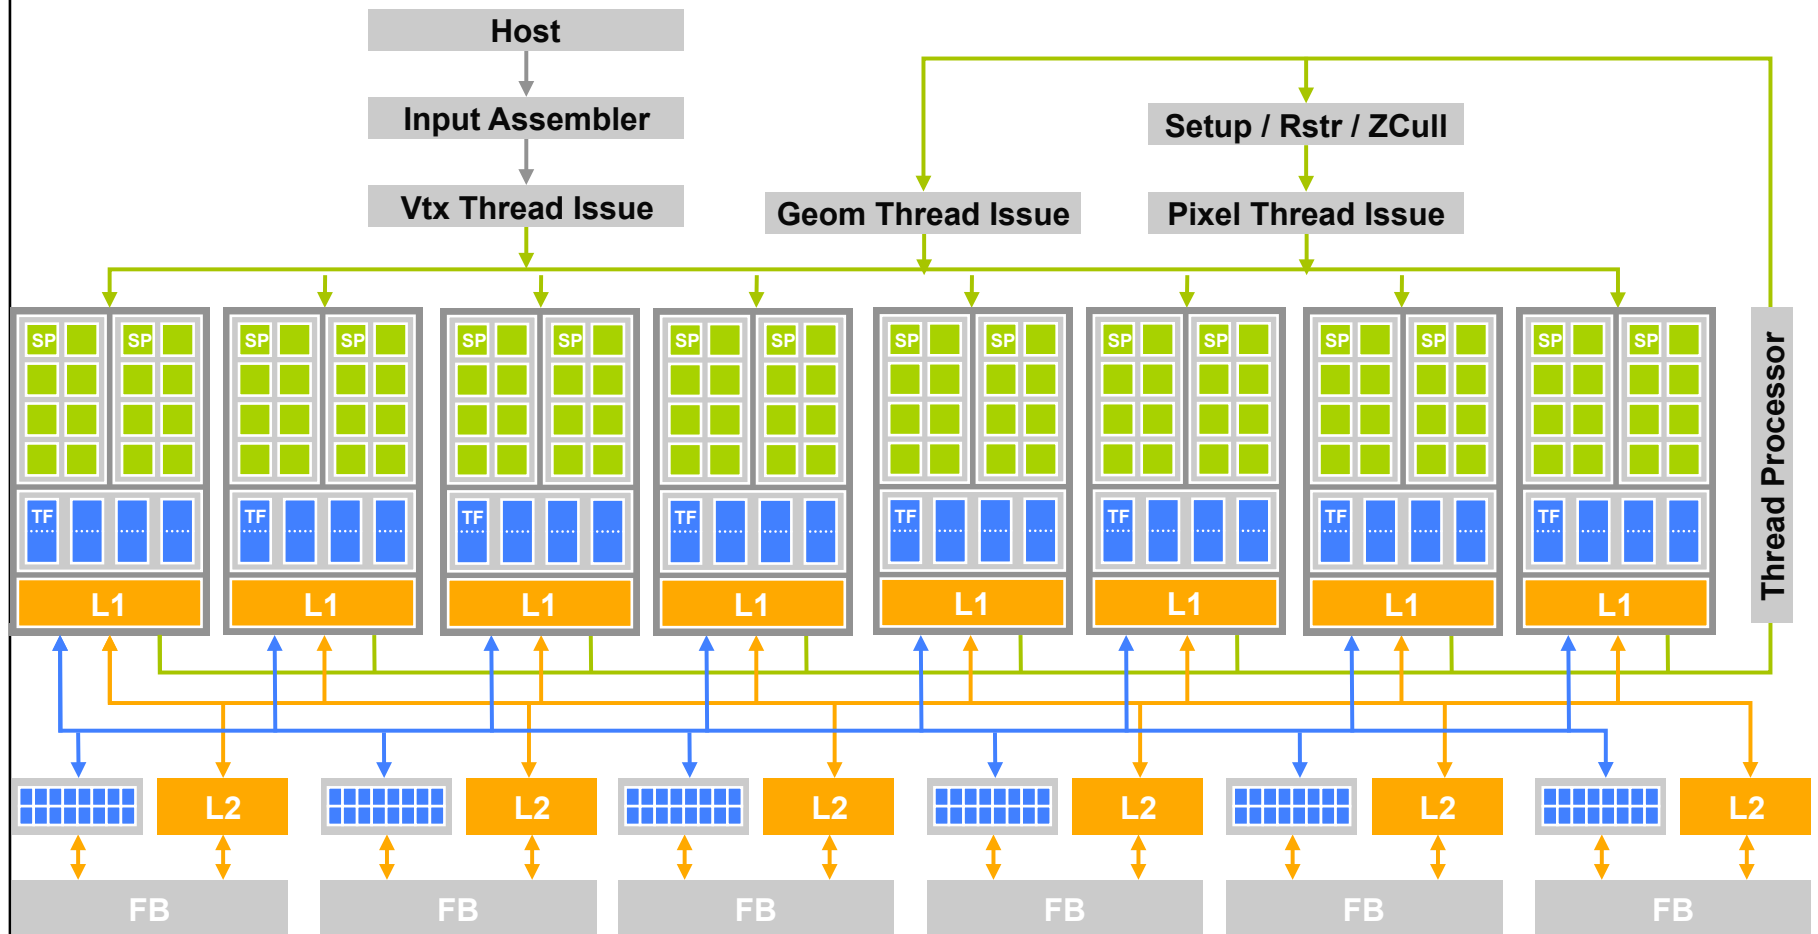 Host
Input Assembler
Setup / Rstr / ZCull
Vtx Thread Issue
Geom Thread Issue
Pixel Thread Issue
SP SP SP SP SP SP SP SP SP SP SP SP SP SP SP SP
Thread Processor
TF TF TF TF TF TF TF TF
L1 L1 L1 L1 L1 L1 L1 L1
L2 L2 L2 L2 L2 L2
FB FB FB FB FB FB